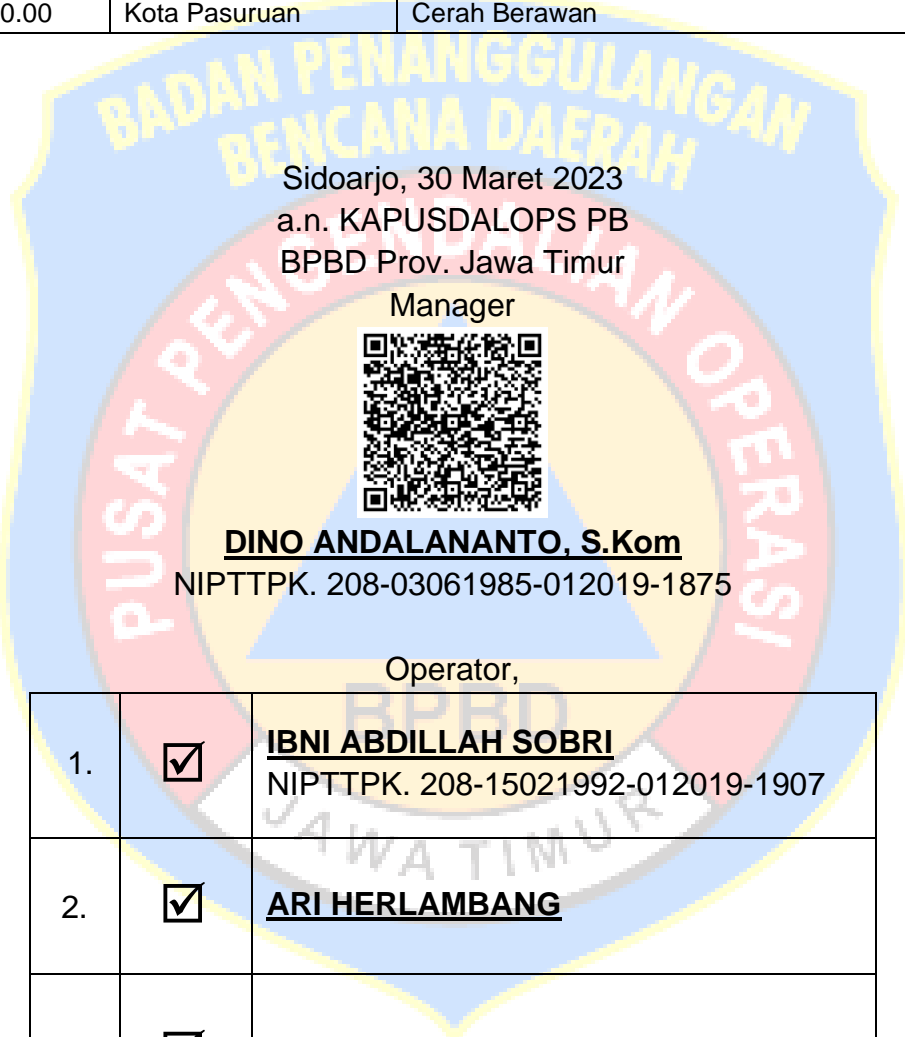 0.00 Kota Pasuruan Cerah Berawan
BADAN PENANGGULANGAN
BENCANA DAERAH
PUSAT PENGENDALIAN OPERASI
Sidoarjo, 30 Maret 2023
a.n. KAPUSDALOPS PB
BPBD Prov. Jawa Timur
Manager
DINO ANDALANANTO, S.Kom
NIPTTPK. 208-03061985-012019-1875
Operator,
BPBD
1. ☑ IBNI ABDILLAH SOBRI
NIPTTPK. 208-15021992-012019-1907
JAWA TIMUR
2. ☑ ARI HERLAMBANG